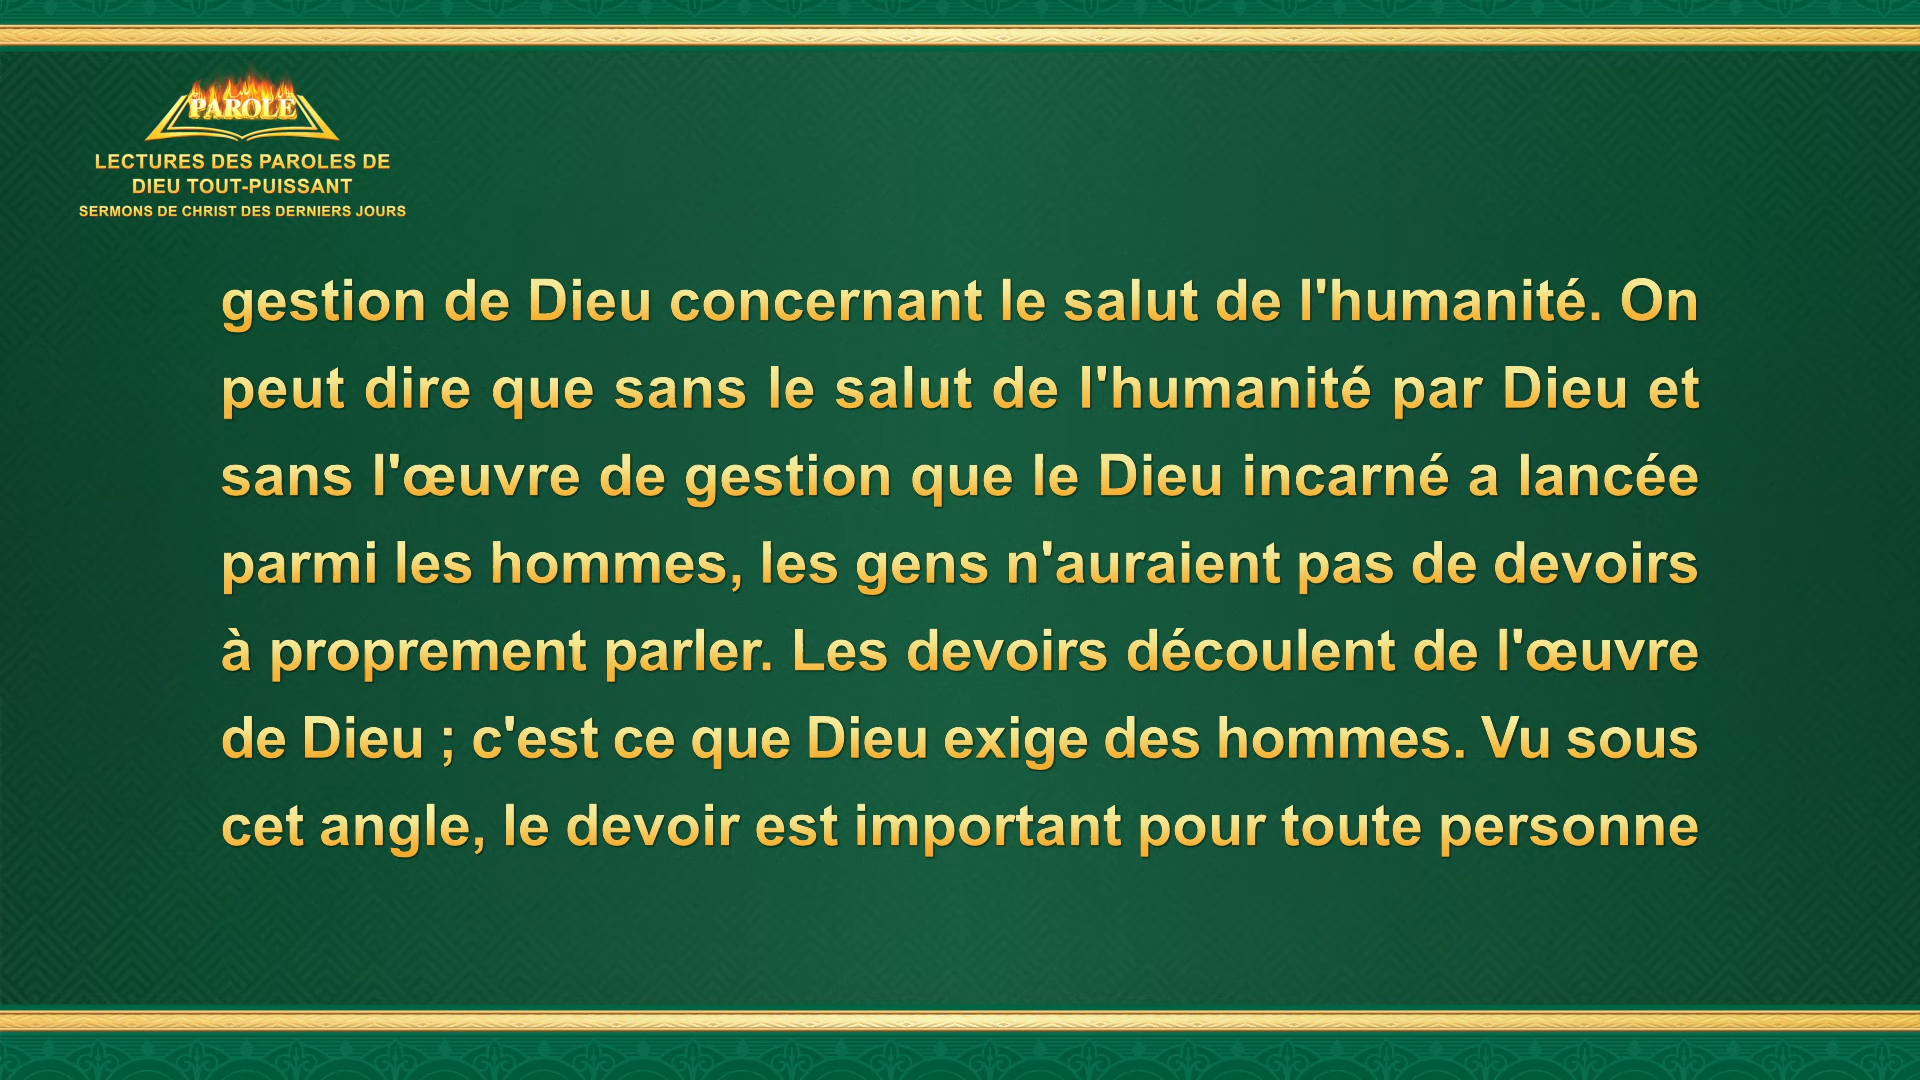 PAROLE
LECTURES DES PAROLES DE
DIEU TOUT-PUISSANT
SERMONS DE CHRIST DES DERNIERS JOURS
gestion de Dieu concernant le salut de l'humanité. On
peut dire que sans le salut de l'humanité par Dieu et
sans l'œuvre de gestion que le Dieu incarné a lancée
parmi les hommes, les gens n'auraient pas de devoirs
à proprement parler. Les devoirs découlent de l'œuvre
de Dieu ; c'est ce que Dieu exige des hommes. Vu sous
cet angle, le devoir est important pour toute personne